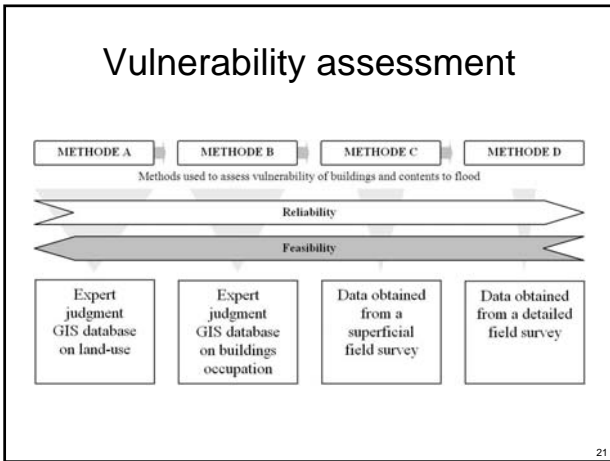 Vulnerability assessment
METHODE A
METHODE B
METHODE C
METHODE D
Methods used to assess vulnerability of buildings and contents to flood
Reliability
Feasibility
Expert
judgment
GIS database
on land-use
Expert
judgment
GIS database
on buildings
occupation
Data obtained
from a
superficial
field survey
Data obtained
from a detailed
field survey
21